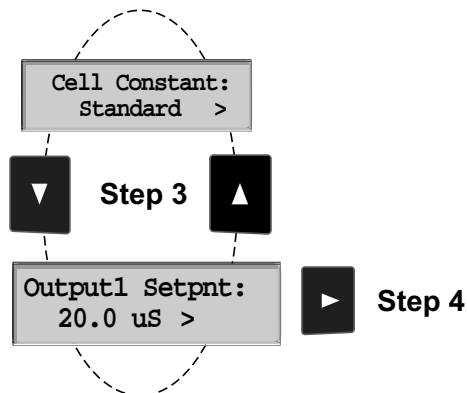 Cell Constant:
Standard >
Step 3
Output1 Setpnt:
20.0 uS >
Step 4